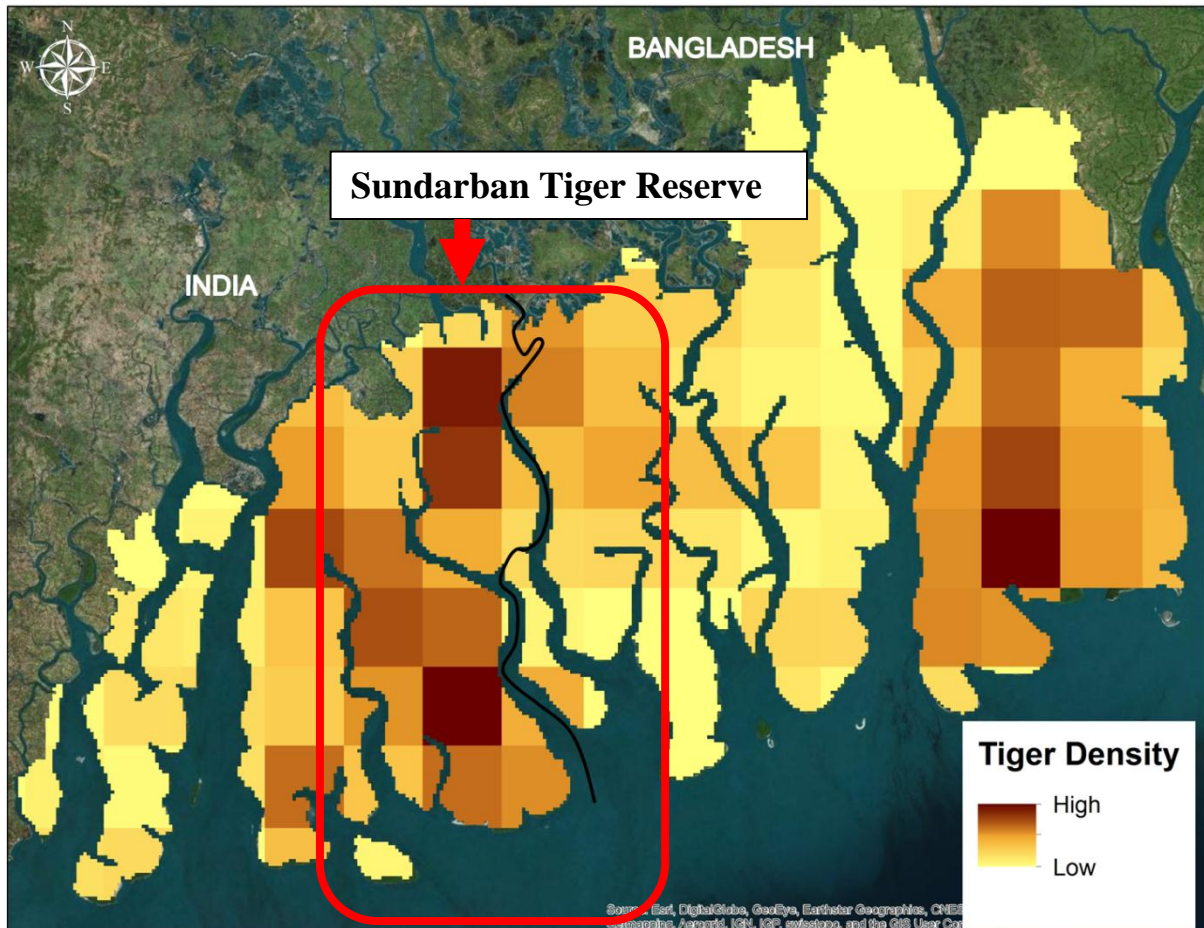 N
W E
S
BANGLADESH
Sundarban Tiger Reserve
INDIA
Tiger Density
High
Low
Source: Esri, DigitalGlobe, GeoEye, Earthstar Geographics,
IGN, IGP, swisstopo, and the GIS User